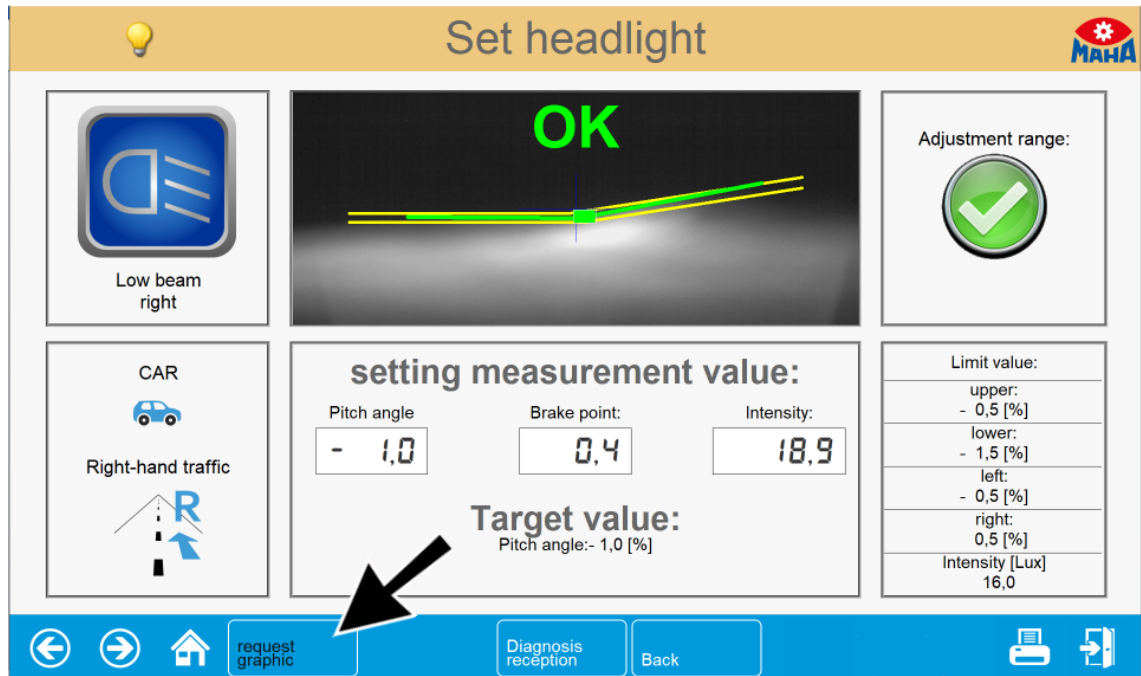 Set headlight
MAHA
OK
Adjustment range:
Low beam
right
CAR
Right-hand traffic
R
setting measurement value:
Pitch angle
Brake point:
Intensity:
- 1,0
0,4
18,9
Target value:
Pitch angle:- 1,0 [%]
Limit value:
upper:
- 0,5 [%]
lower:
- 1,5 [%]
left:
- 0,5 [%]
right:
0,5 [%]
Intensity [Lux]
16,0
request
graphic
Diagnosis
reception
Back